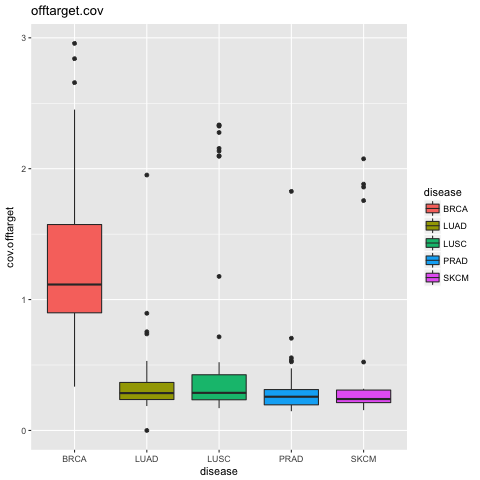 offtarget.cov
cov.offtarget
3
2
1
0
BRCA
LUAD
LUSC
PRAD
SKCM
disease
disease
BRCA
LUAD
LUSC
PRAD
SKCM